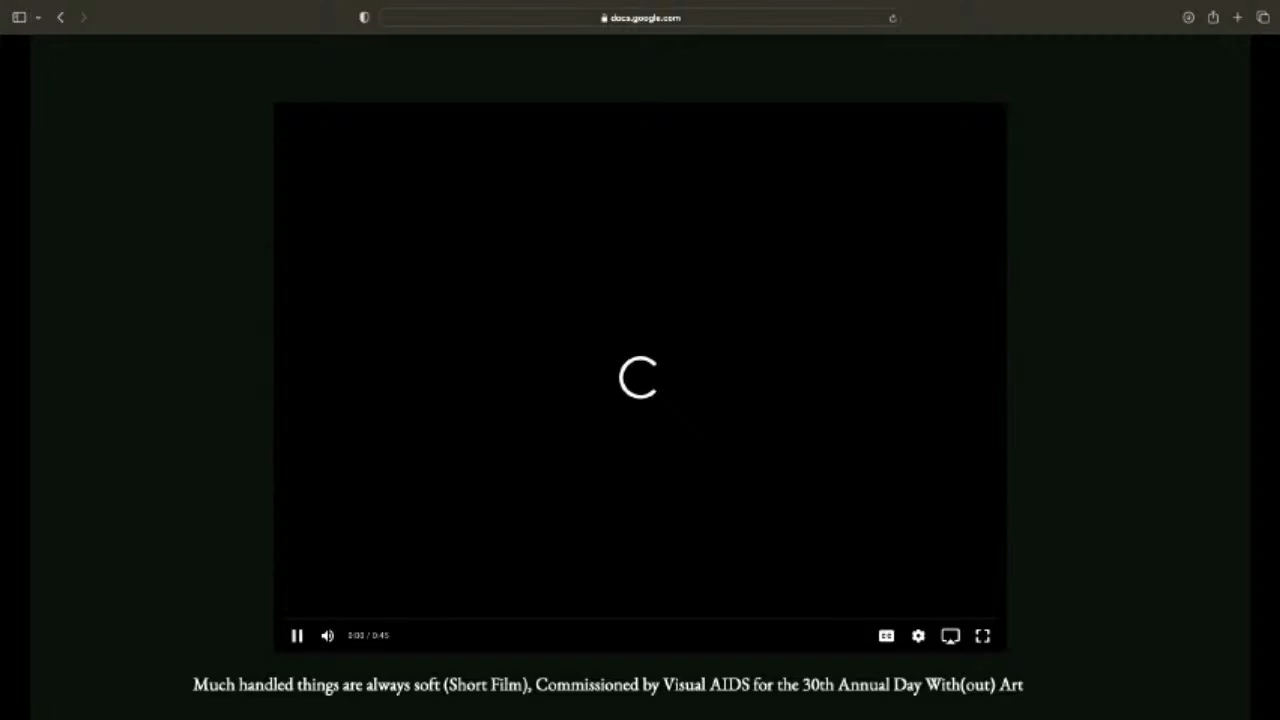 docs.google.com
0:00 / 0:45
CC
Much handled things are always soft (Short Film), Commissioned by Visual AIDS for the 30th Annual Day With(out) Art